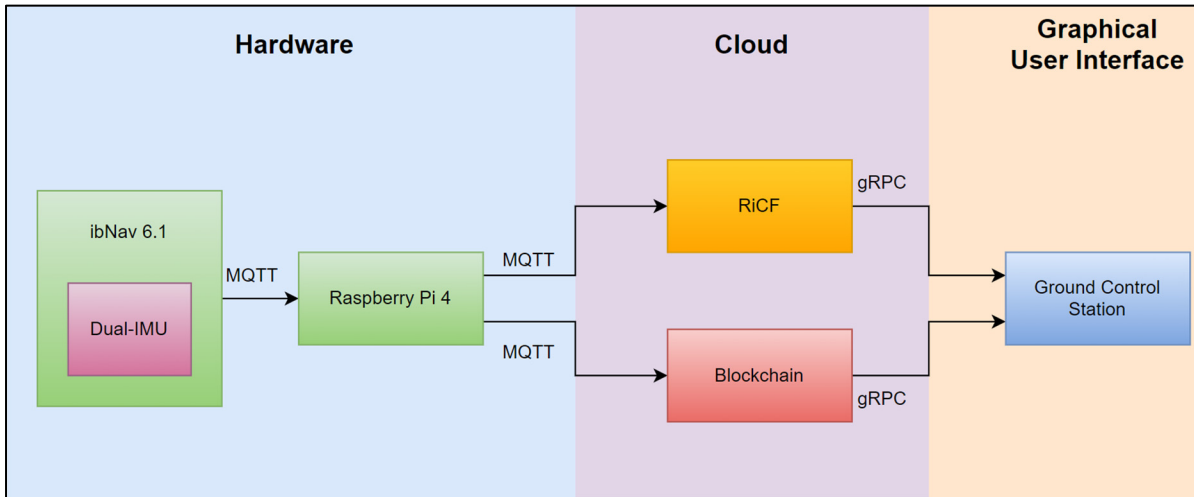 Hardware
Cloud
Graphical
User Interface
ibNav 6.1
Dual-IMU
MQTT
Raspberry Pi 4
MQTT
MQTT
RiCF
gRPC
Blockchain
gRPC
Ground Control
Station